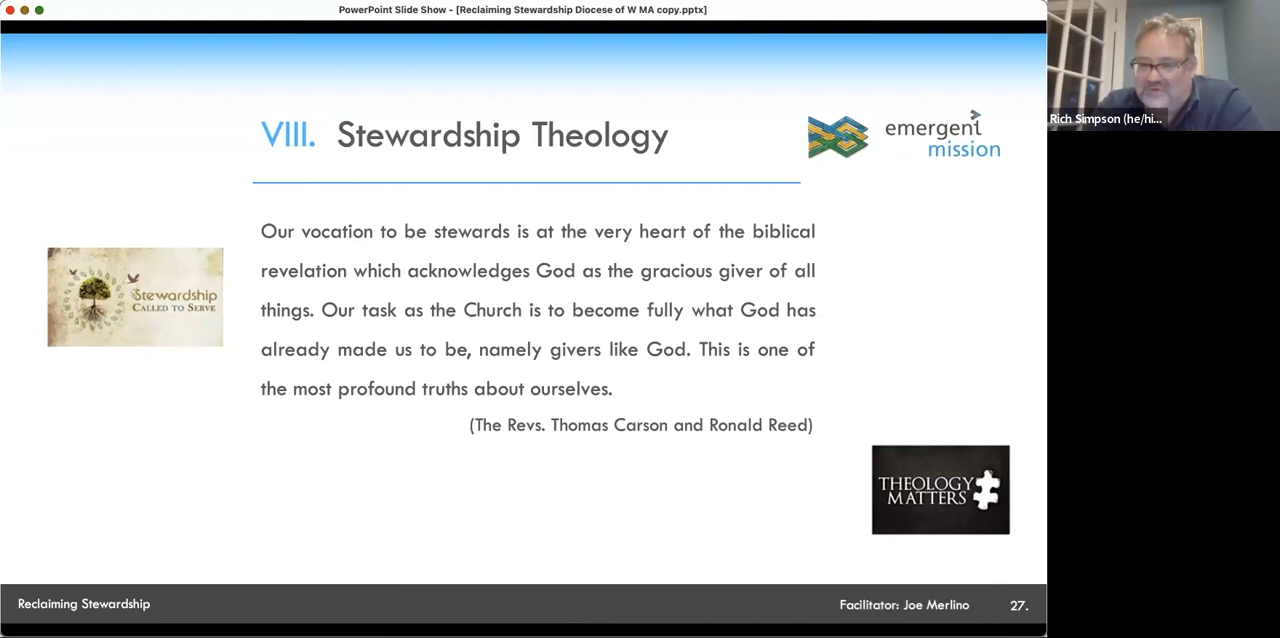 PowerPoint Slide Show - [Reclaiming Stewardship Diocese of W MA copy.pptx]
VIII. Stewardship Theology
emergent
mission
Our vocation to be stewards is at the very heart of the biblical
revelation which acknowledges God as the gracious giver of all
things. Our task as the Church is to become fully what God has
already made us to be, namely givers like God. This is one of
the most profound truths about ourselves.
(The Revs. Thomas Carson and Ronald Reed)
Stewardship
CALLED TO SERVE
THEOLOGY
MATTERS
Reclaiming Stewardship
Facilitator: Joe Merlino
27.
Rich Simpson (he/hi...